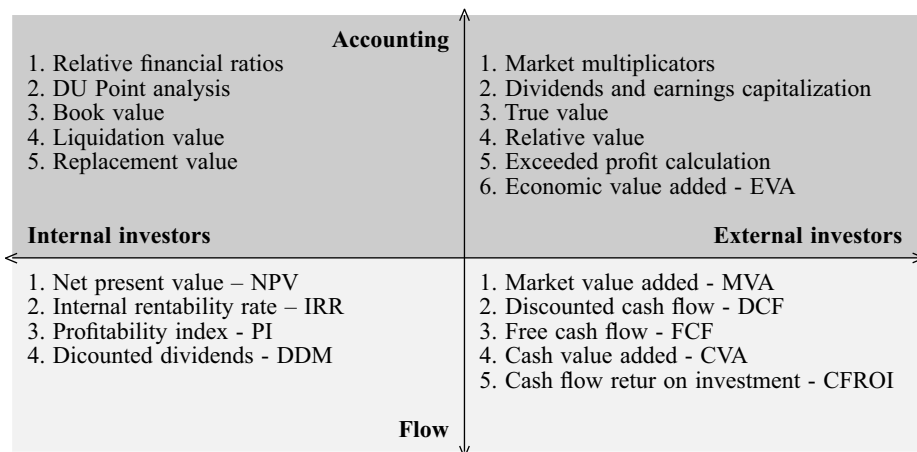 Accounting
1. Relative financial ratios
2. DU Point analysis
3. Book value
4. Liquidation value
5. Replacement value
1. Market multiplicators
2. Dividends and earnings capitalization
3. True value
4. Relative value
5. Exceeded profit calculation
6. Economic value added - EVA
Internal investors
External investors
1. Net present value – NPV
2. Internal rentability rate – IRR
3. Profitability index - PI
4. Dicounted dividends - DDM
1. Market value added - MVA
2. Discounted cash flow - DCF
3. Free cash flow - FCF
4. Cash value added - CVA
5. Cash flow retur on investment - CFROI
Flow